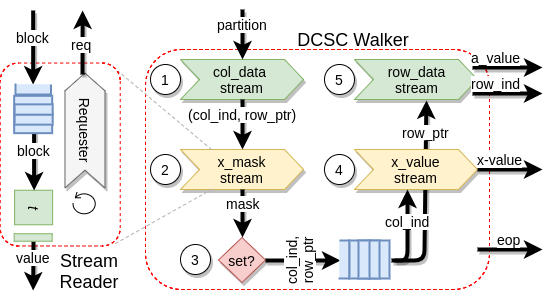 block
req
Requester
block
t
value
Stream
Reader
partition
DCSC Walker
1
col_data
stream
(col_ind, row_ptr)
2
x_mask
stream
mask
3
set?
col_ind,
row_ptr
5
row_data
stream
a_value
row_ind
row_ptr
4
x_value
stream
x-value
col_ind
eop